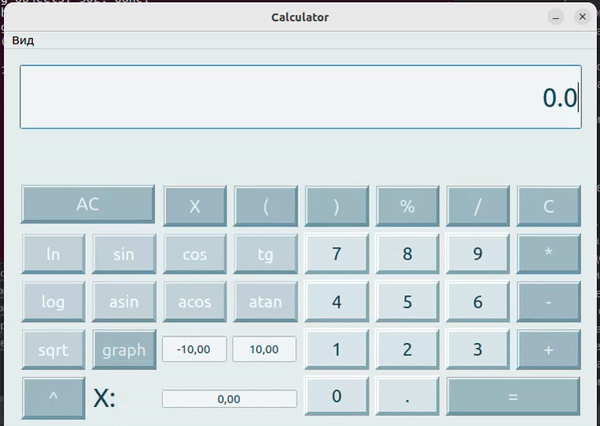 Calculator
Вид
0.0
AC X ( ) % / C
ln sin cos tg 7 8 9 *
log asin acos atan 4 5 6 -
sqrt graph -10,00 10,00 1 2 3 +
^ X: 0,00 0 . =